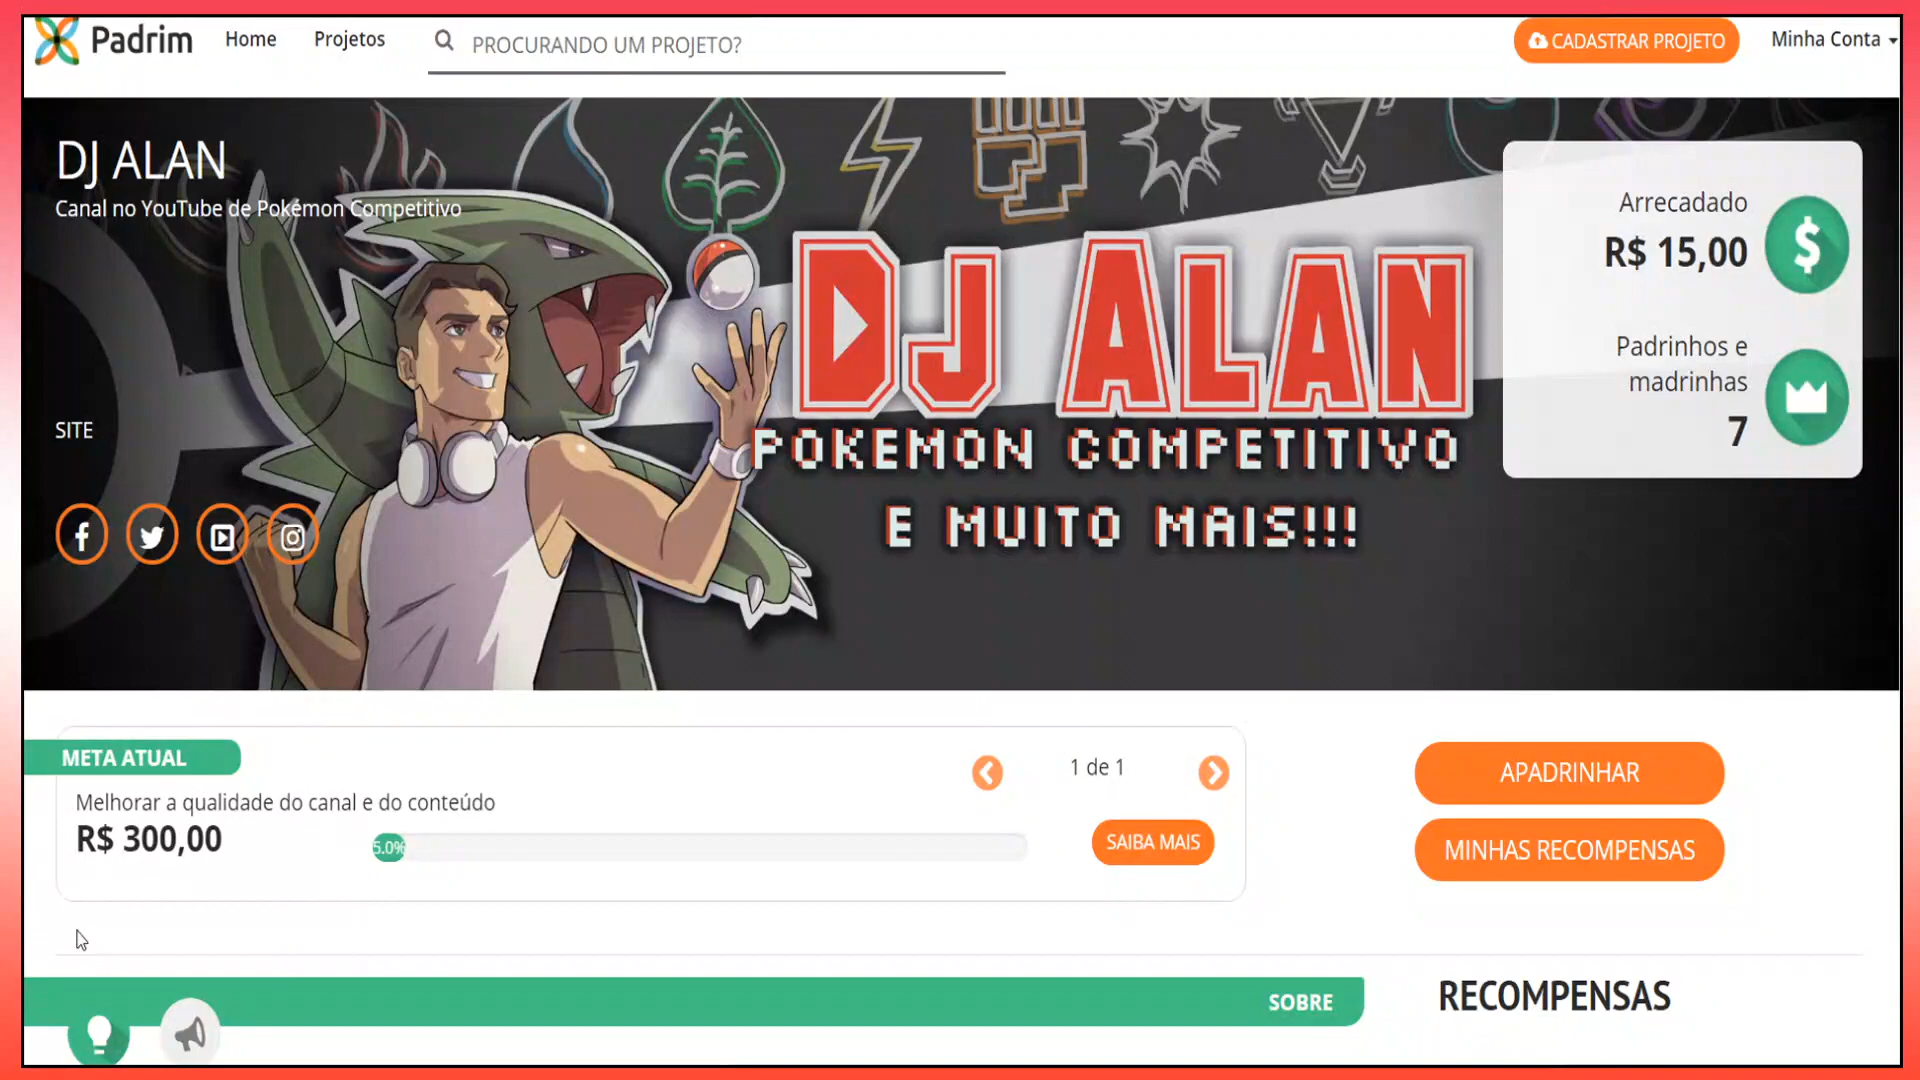 Padrim
Home
Projetos
PROCURANDO UM PROJETO?
CADASTRAR PROJETO
Minha Conta
DJ ALAN
Canal no YouTube de Pokémon Competitivo
SITE
DJ ALAN
POKEMON COMPETITIVO
E MUITO MAIS!!!
Arrecadado
R$ 15,00
Padrinhos e
madrinhas
7
META ATUAL
1 de 1
Melhorar a qualidade do canal e do conteúdo
R$ 300,00
5.0%
SAIBA MAIS
APADRINHAR
MINHAS RECOMPENSAS
SOBRE
RECOMPENSAS